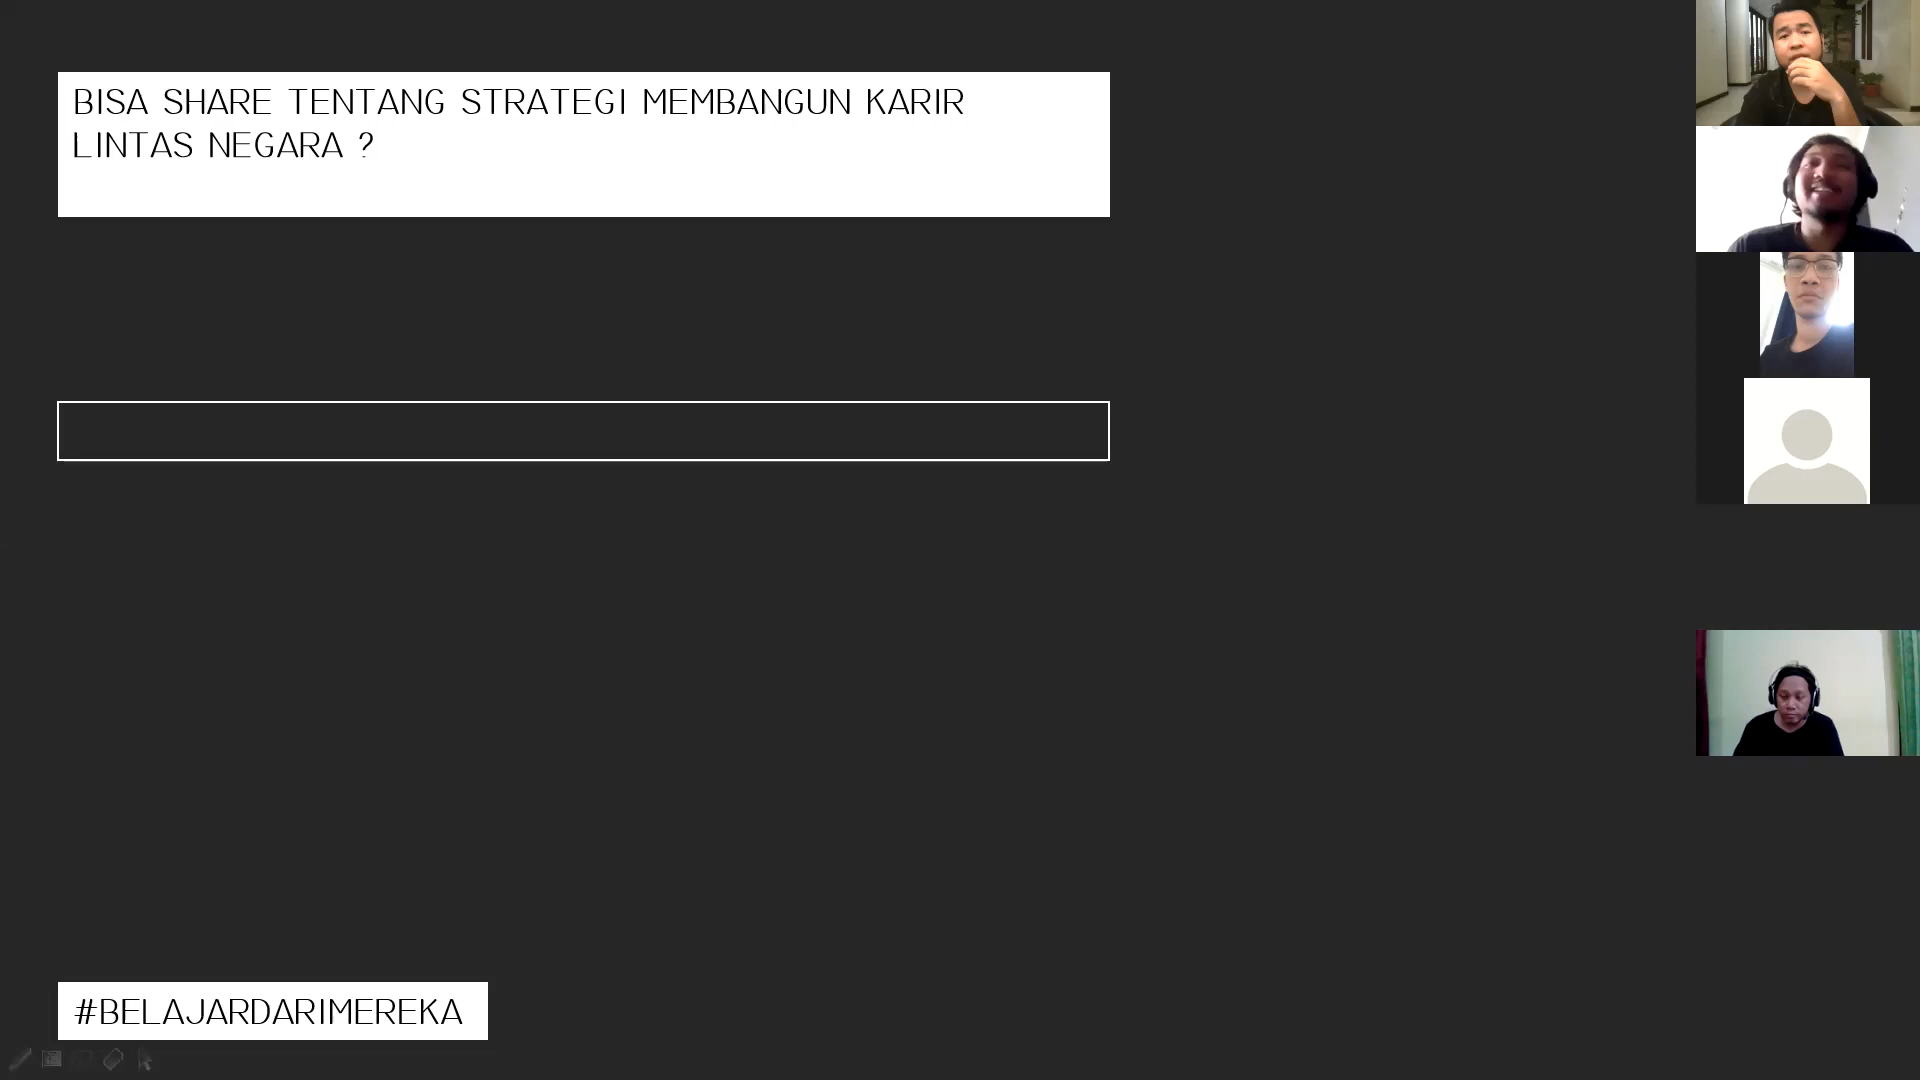 BISA SHARE TENTANG STRATEGI MEMBANGUN KARIR
LINTAS NEGARA ?
#BELAJARDARIMEREKA